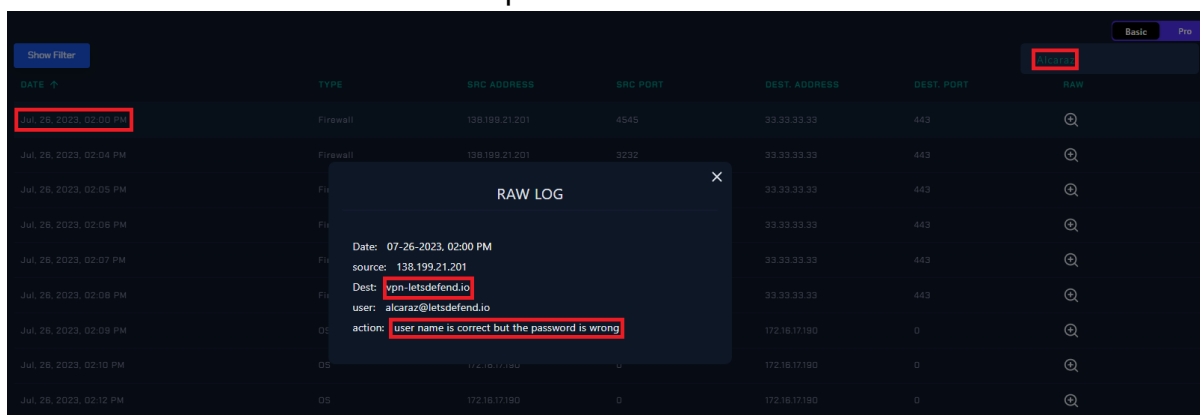 Basic Pro
Show Filter
Alcaraz
DATE ↑ TYPE SRC ADDRESS SRC PORT DEST. ADDRESS DEST. PORT RAW
Jul, 26, 2023, 02:00 PM Firewall 138.199.21.201 4545 33.33.33.33 443
Jul, 26, 2023, 02:04 PM Firewall 138.199.21.201 3232 33.33.33.33 443
Jul, 26, 2023, 02:05 PM 33.33.33.33 443
Jul, 26, 2023, 02:06 PM 33.33.33.33 443
Jul, 26, 2023, 02:07 PM 33.33.33.33 443
Jul, 26, 2023, 02:08 PM 33.33.33.33 443
Jul, 26, 2023, 02:09 PM OS 172.16.17.190 0
Jul, 26, 2023, 02:10 PM OS 172.16.17.190 0 172.16.17.190 0
Jul, 26, 2023, 02:12 PM OS 172.16.17.190 0 172.16.17.190 0
RAW LOG
Date: 07-26-2023, 02:00 PM
source: 138.199.21.201
Dest: vpn-letsdefend.io
user: alcaraz@letsdefend.io
action: user name is correct but the password is wrong